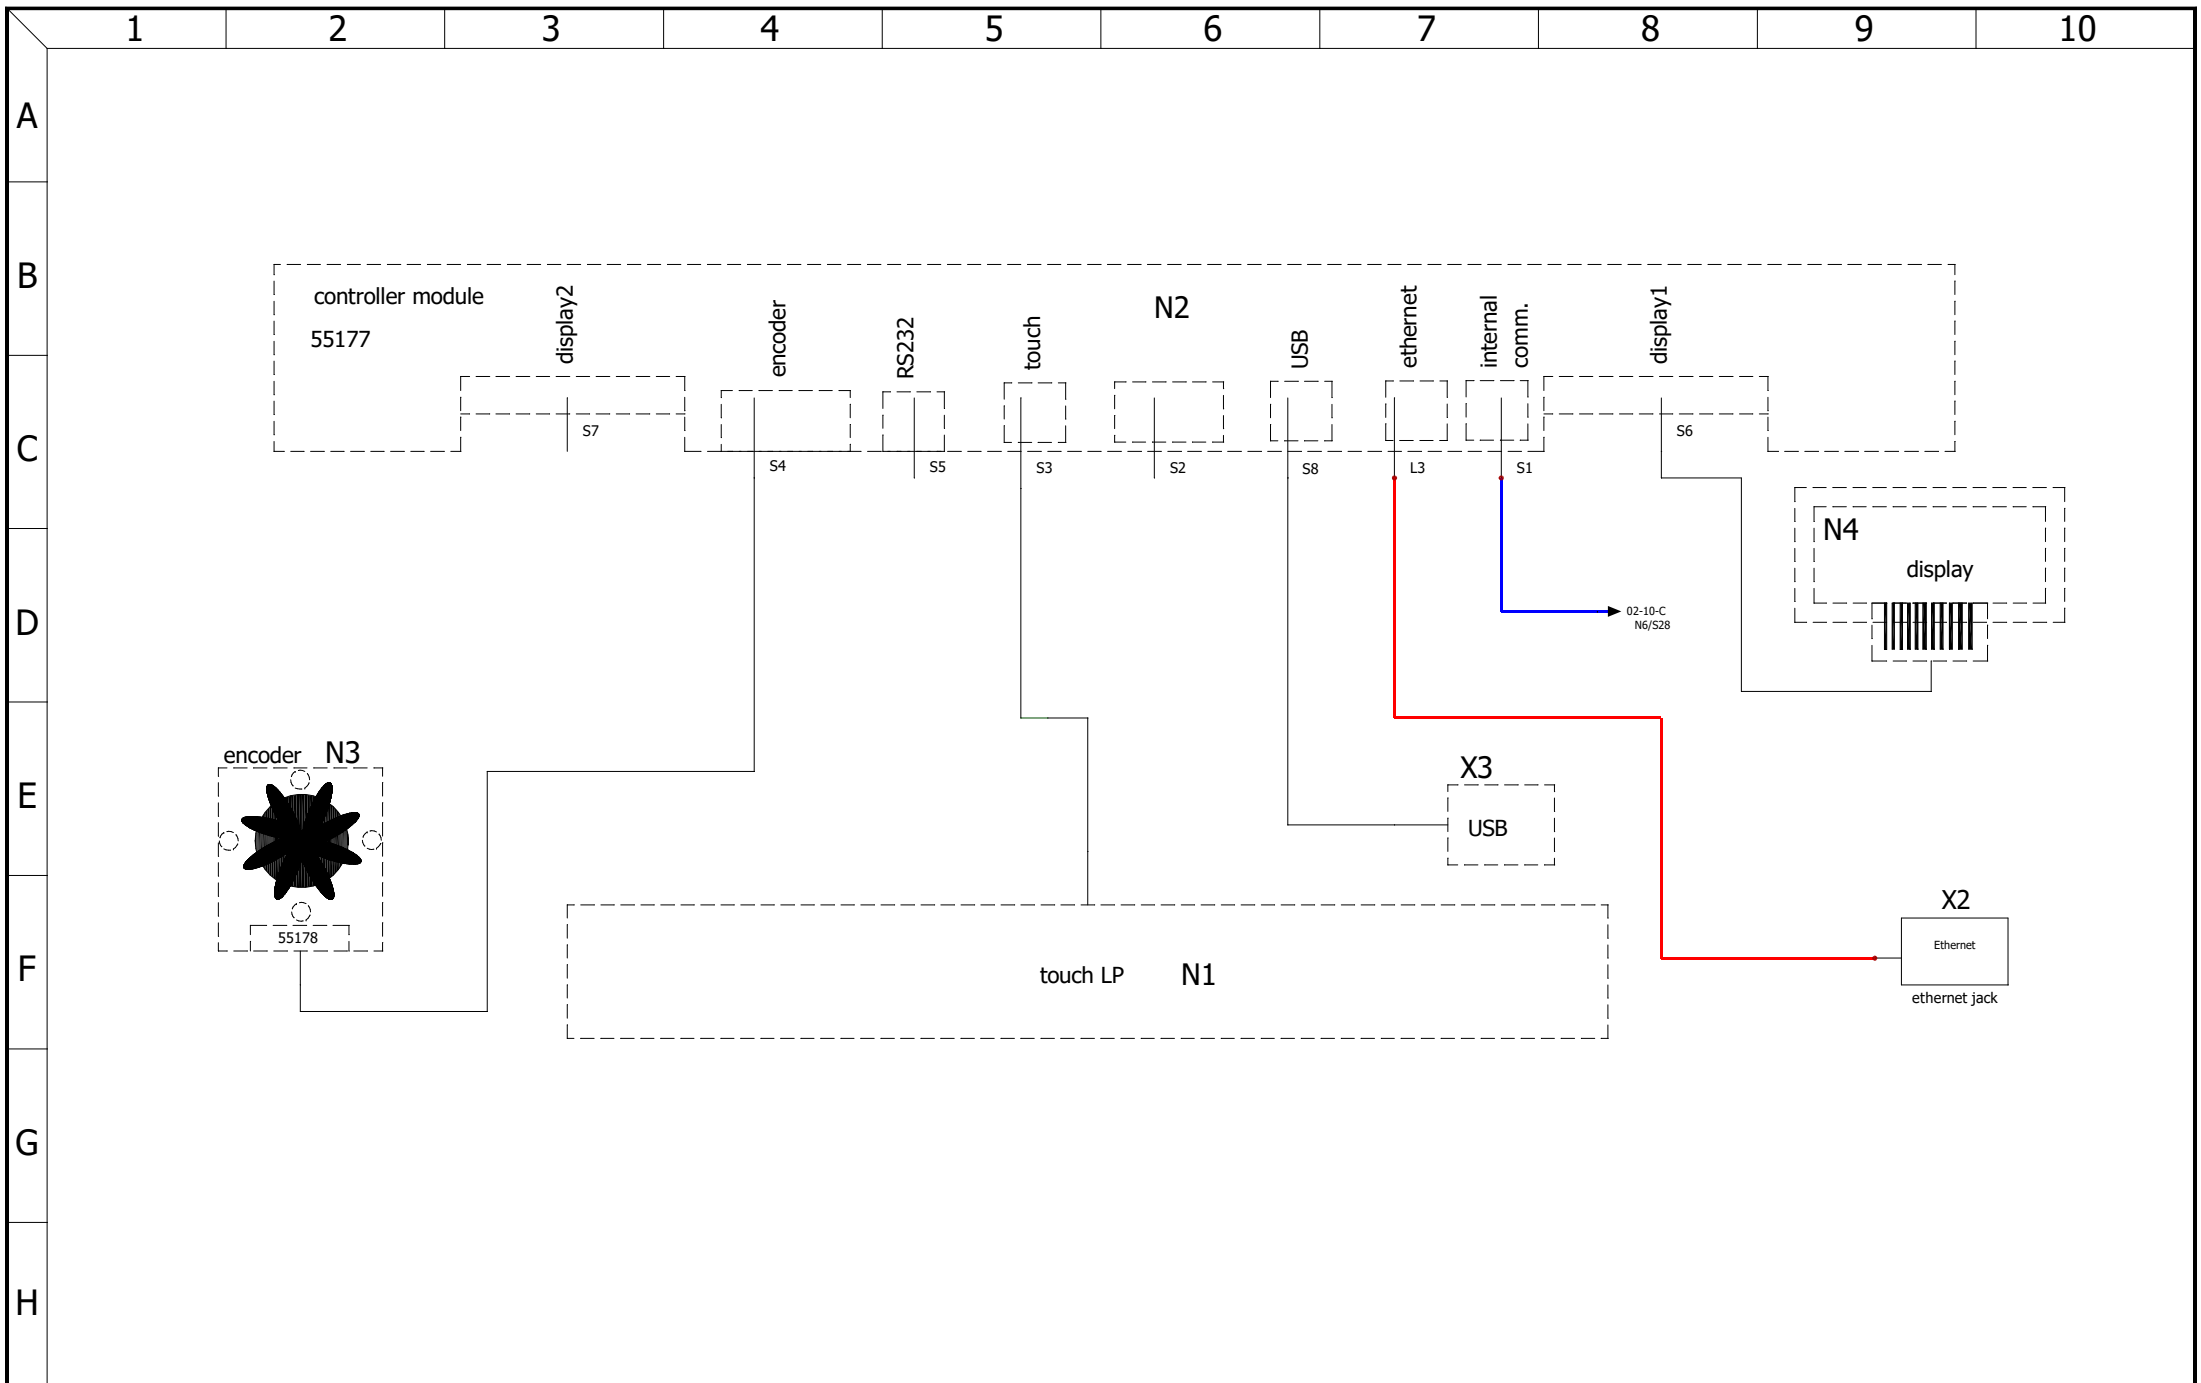 1 2 3 4 5 6 7 8 9 10
A
B
C
D
E
F
G
H
controller module
55177
display2
encoder
RS232
touch
N2
USB
ethernet
internal
comm.
display1
S7
S4
S5
S3
S2
S8
L3
S1
S6
N4
display
02-10-C
N6/S28
encoder N3
55178
X3
USB
touch LP N1
X2
Ethernet
ethernet jack